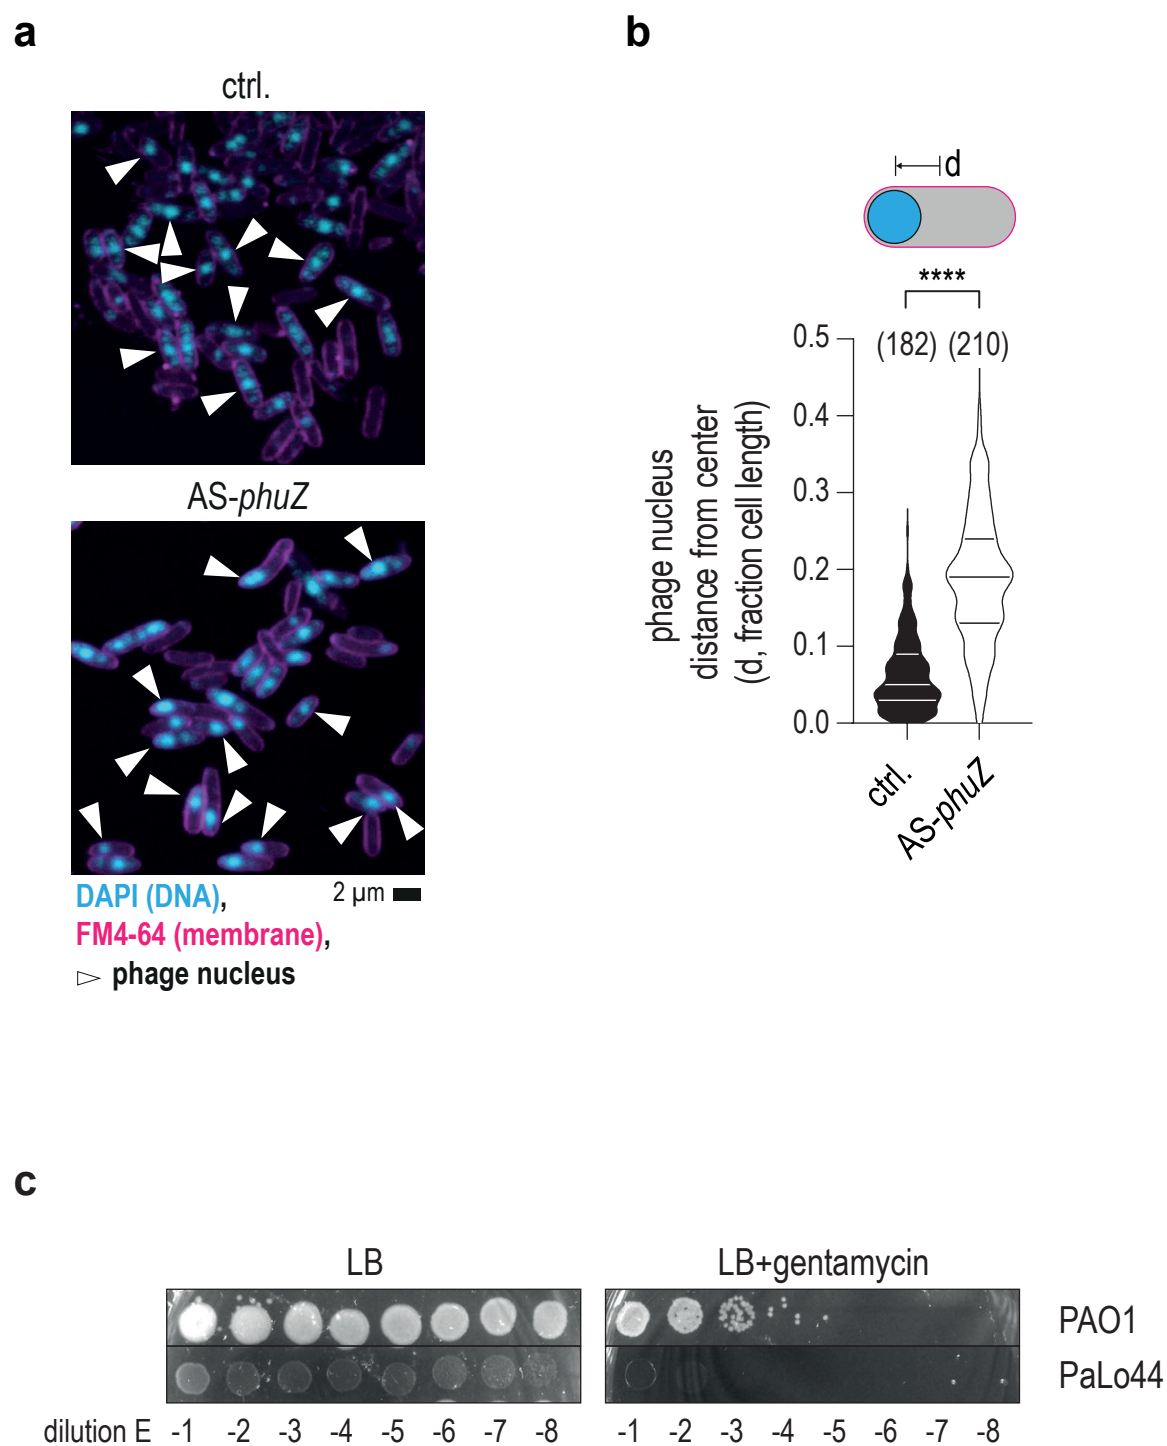 a
ctrl.
AS-phuZ
DAPI (DNA),
2 µm
FM4-64 (membrane),
phage nucleus
b
d
****
(182) (210)
phage nucleus
distance from center
(d, fraction cell length)
0.5
0.4
0.3
0.2
0.1
0.0
ctrl.
AS-phuZ
c
LB
LB+gentamycin
PAO1
PaLo44
dilution E -1 -2 -3 -4 -5 -6 -7 -8 -1 -2 -3 -4 -5 -6 -7 -8